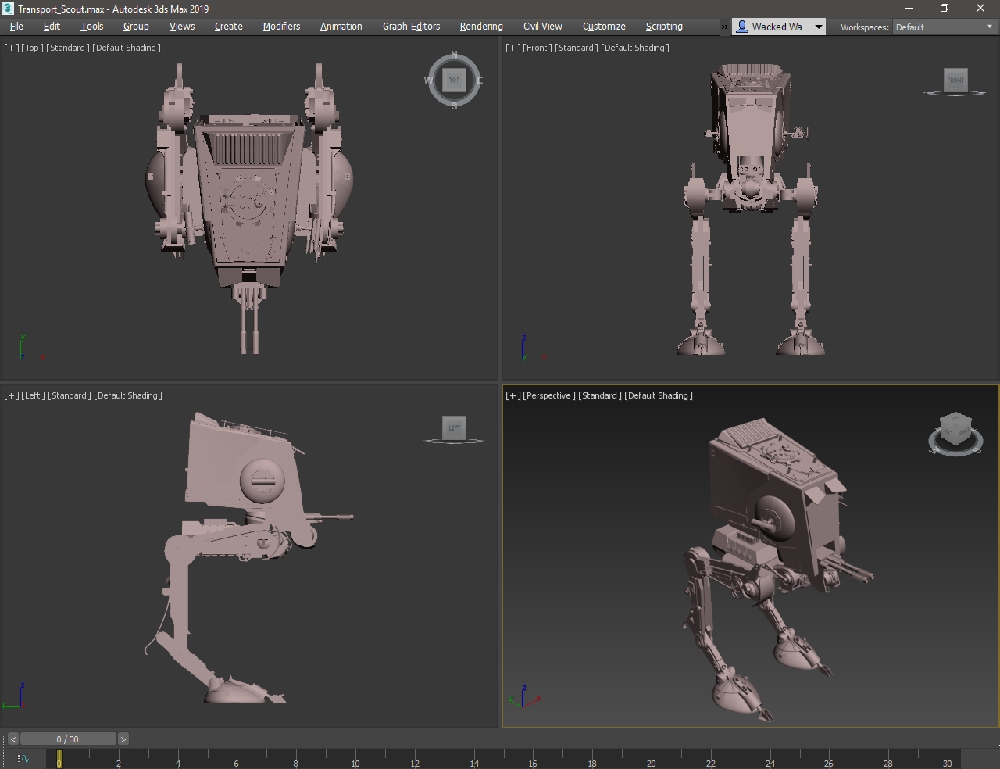 Transport_Scout.max - Autodesk 3ds Max 2019
File Edit Tools Group Views Create Modifiers Animation Graph Editors Rendering Civil View Customize Scripting » Wacked Wa Workspaces: Default
[+] [Top] [Standard] [Default Shading]
[+] [Front] [Standard] [Default Shading]
N
W TOP E
S
FRONT
y
z
[+] [Left] [Standard] [Default Shading]
[+] [Perspective] [Standard] [Default Shading]
LEFT
z
z
< 0 / 30 >
0 2 4 6 8 10 12 14 16 18 20 22 24 26 28 30